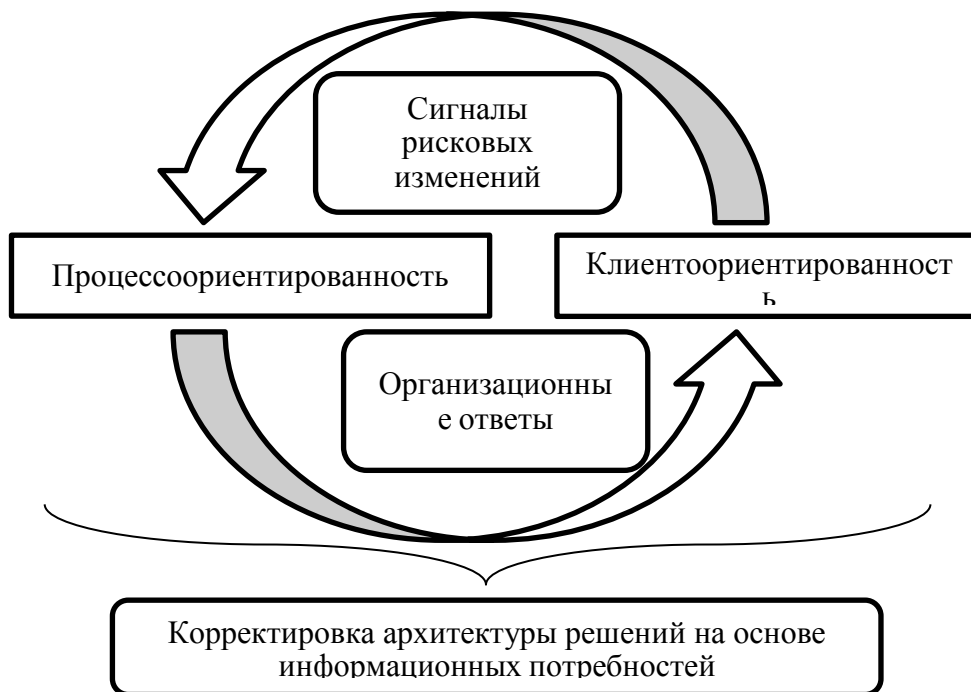 Сигналы
рисковых
изменений
Процессоориентированность
Клиентоориентированност
ь
Организационны
е ответы
Корректировка архитектуры решений на основе
информационных потребностей